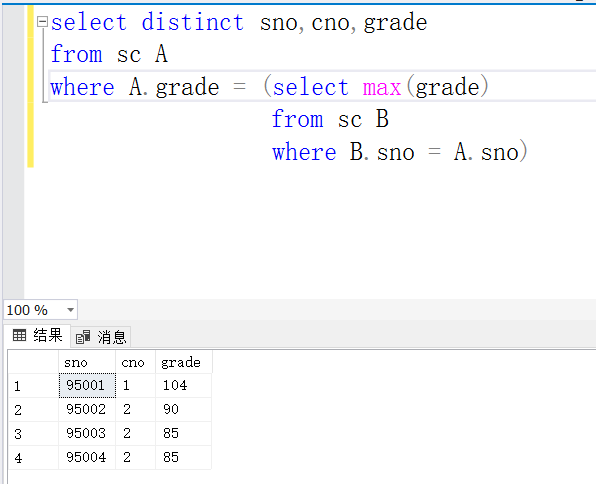 select distinct sno,cno,grade
from sc A
where A.grade = (select max(grade)
from sc B
where B.sno = A.sno)
100 %
结果 消息
sno cno grade
1 95001 1 104
2 95002 2 90
3 95003 2 85
4 95004 2 85